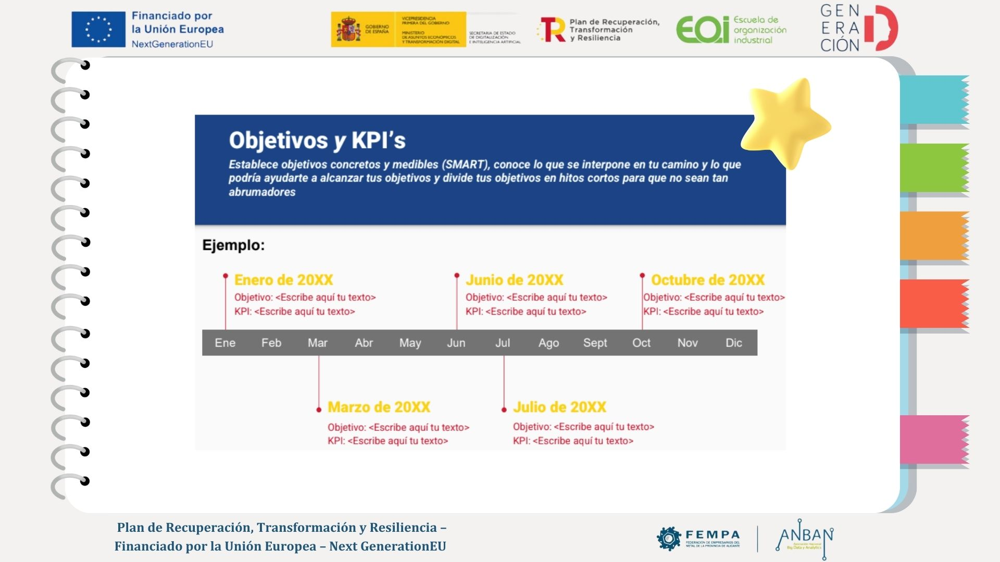 Financiado por
la Unión Europea
NextGenerationEU
GOBIERNO
DE ESPAÑA
VICEPRESIDENCIA
PRIMERA DEL GOBIERNO
MINISTERIO
DE ASUNTOS ECONÓMICOS
Y TRANSFORMACIÓN DIGITAL
SECRETARÍA DE ESTADO
DE DIGITALIZACIÓN
E INTELIGENCIA ARTIFICIAL
Plan de Recuperación,
Transformación
y Resiliencia
EOi
Escuela de
organización
industrial
GEN
ERA
CIÓN
D
Objetivos y KPI’s
Establece objetivos concretos y medibles (SMART), conoce lo que se interpone en tu camino y lo que
podría ayudarte a alcanzar tus objetivos y divide tus objetivos en hitos cortos para que no sean tan
abrumadores
Ejemplo:
Enero de 20XX
Objetivo: <Escribe aquí tu texto>
KPI: <Escribe aquí tu texto>
Junio de 20XX
Objetivo: <Escribe aquí tu texto>
KPI: <Escribe aquí tu texto>
Octubre de 20XX
Objetivo: <Escribe aquí tu texto>
KPI: <Escribe aquí tu texto>
Ene Feb Mar Abr May Jun Jul Ago Sept Oct Nov Dic
Marzo de 20XX
Objetivo: <Escribe aquí tu texto>
KPI: <Escribe aquí tu texto>
Julio de 20XX
Objetivo: <Escribe aquí tu texto>
KPI: <Escribe aquí tu texto>
Plan de Recuperación, Transformación y Resiliencia –
Financiado por la Unión Europea – Next GenerationEU
FEMPA
FEDERACIÓN DE EMPRESARIOS DEL
METAL DE LA PROVINCIA DE ALICANTE
ANBAN
Asociación Nacional
Big Data y Analytics